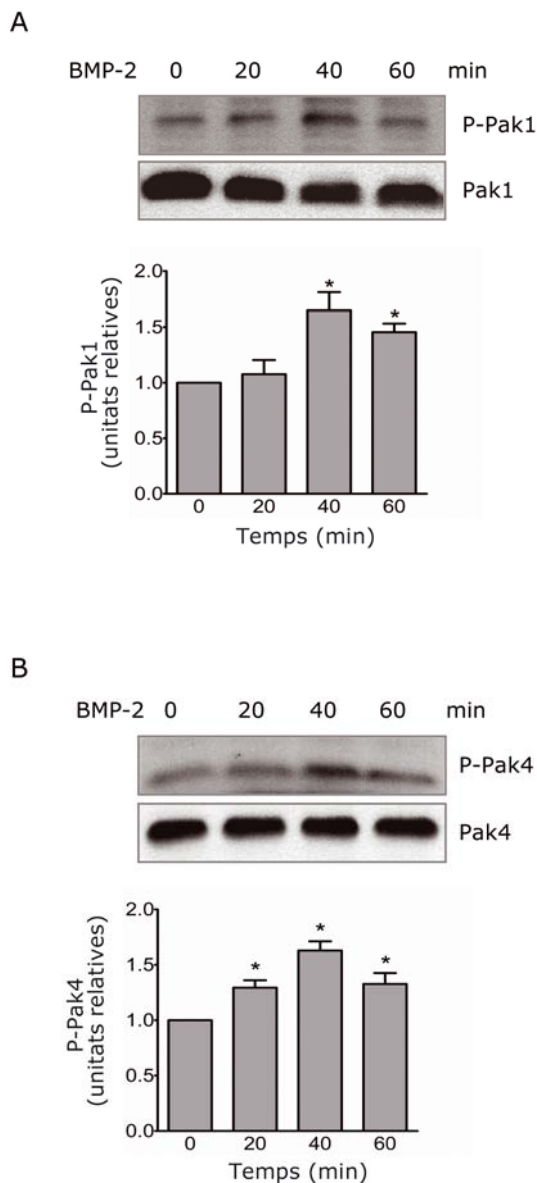 A
BMP-2 0 20 40 60 min
P-Pak1
Pak1
2.0
1.5
1.0
0.5
0.0
P-Pak1
(unitats relatives)
* *
0 20 40 60
Temps (min)
B
BMP-2 0 20 40 60 min
P-Pak4
Pak4
2.0
1.5
1.0
0.5
0.0
P-Pak4
(unitats relatives)
* * *
0 20 40 60
Temps (min)